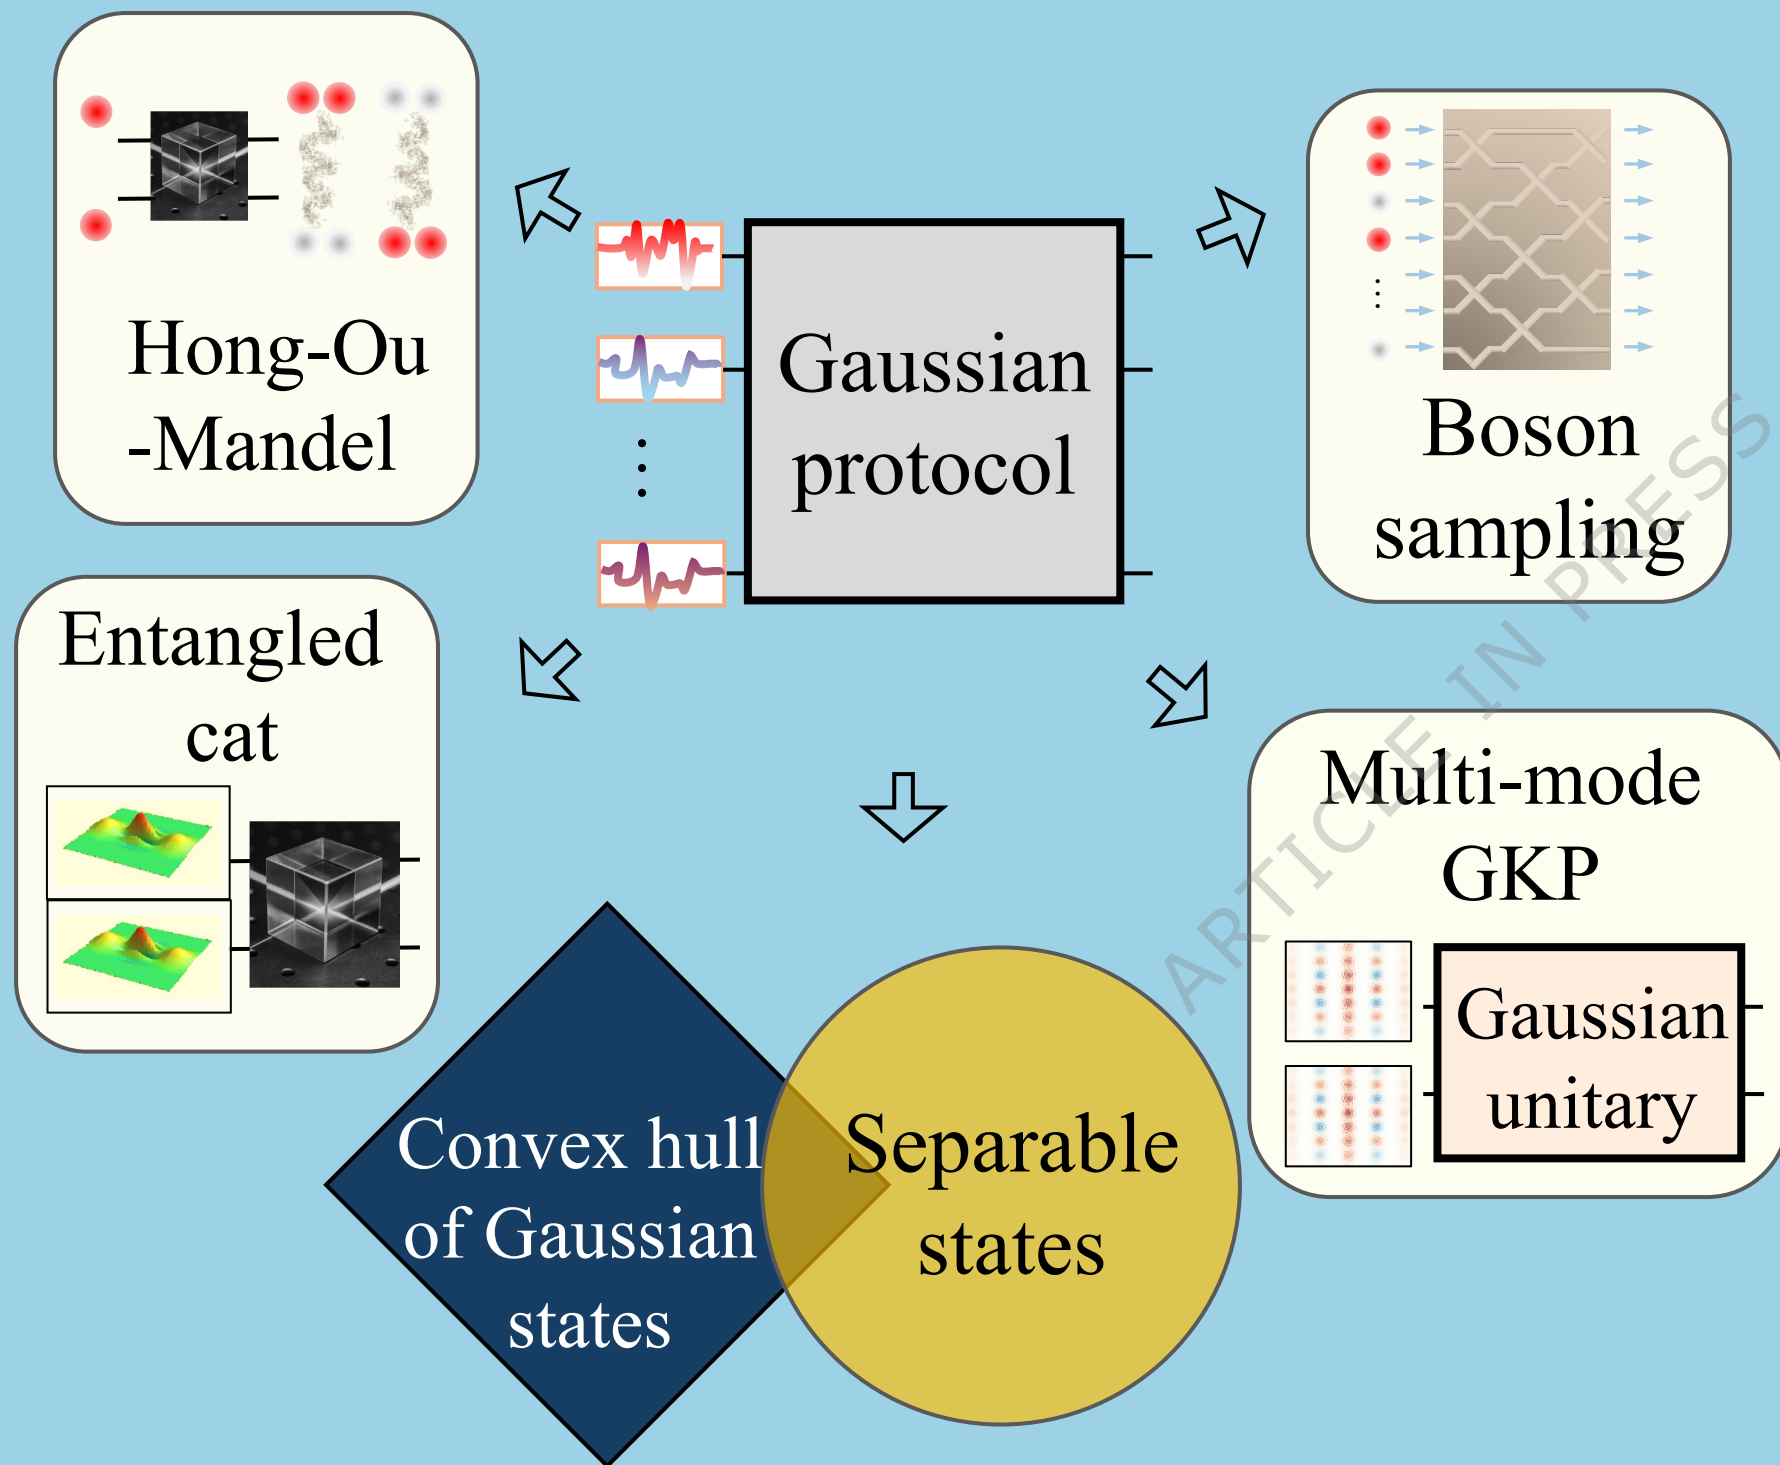 Hong-Ou
-Mandel
Gaussian
protocol
Boson
sampling
Entangled
cat
Multi-mode
GKP
Gaussian
unitary
Convex hull
of Gaussian
states
Separable
states
ARTICLE IN PRESS